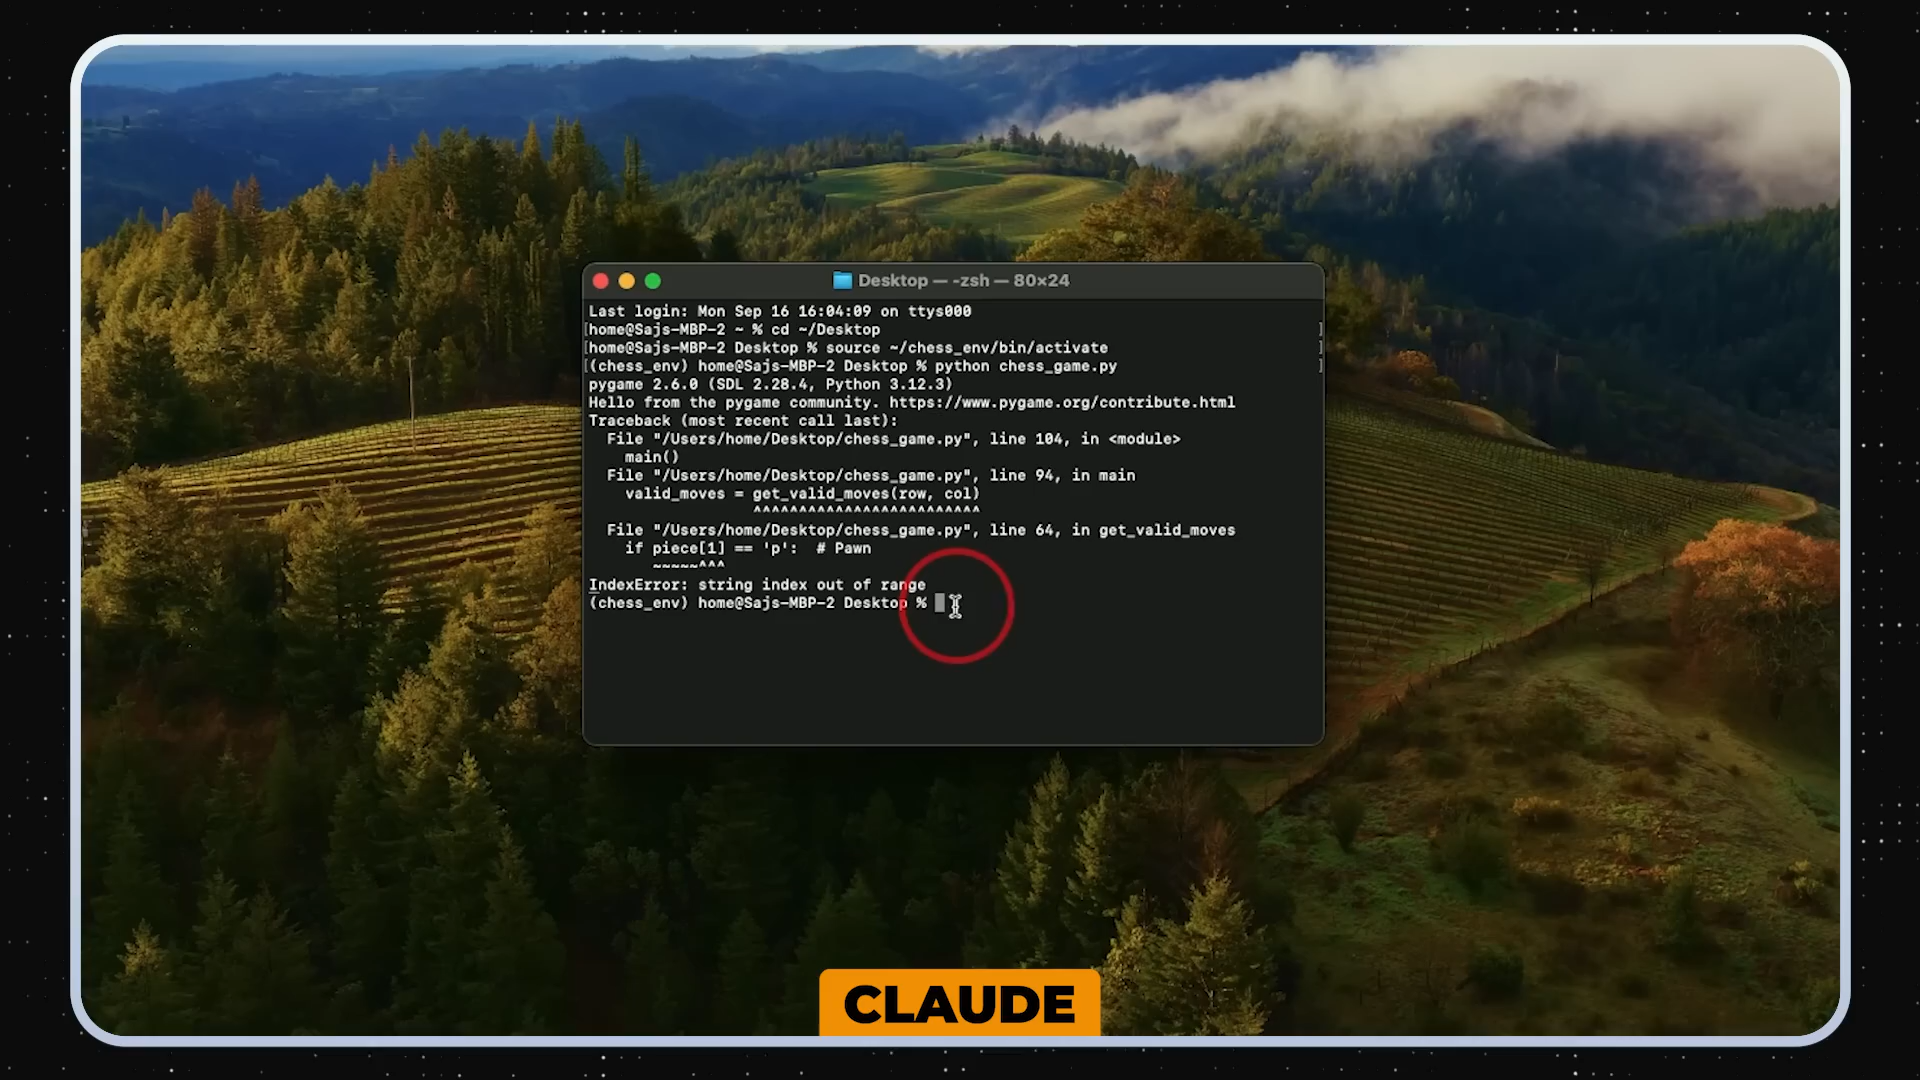 Desktop — -zsh — 80×24
Last login: Mon Sep 16 16:04:09 on ttys000
[home@Sajs-MBP-2 ~ % cd ~/Desktop ]
[home@Sajs-MBP-2 Desktop % source ~/chess_env/bin/activate ]
[(chess_env) home@Sajs-MBP-2 Desktop % python chess_game.py ]
pygame 2.6.0 (SDL 2.28.4, Python 3.12.3)
Hello from the pygame community. https://www.pygame.org/contribute.html
Traceback (most recent call last):
  File "/Users/home/Desktop/chess_game.py", line 104, in <module>
    main()
  File "/Users/home/Desktop/chess_game.py", line 94, in main
    valid_moves = get_valid_moves(row, col)
                  ^^^^^^^^^^^^^^^^^^^^^^^^^
  File "/Users/home/Desktop/chess_game.py", line 64, in get_valid_moves
    if piece[1] == 'p':  # Pawn
       ~~~~~^^^
IndexError: string index out of range
(chess_env) home@Sajs-MBP-2 Desktop %
CLAUDE